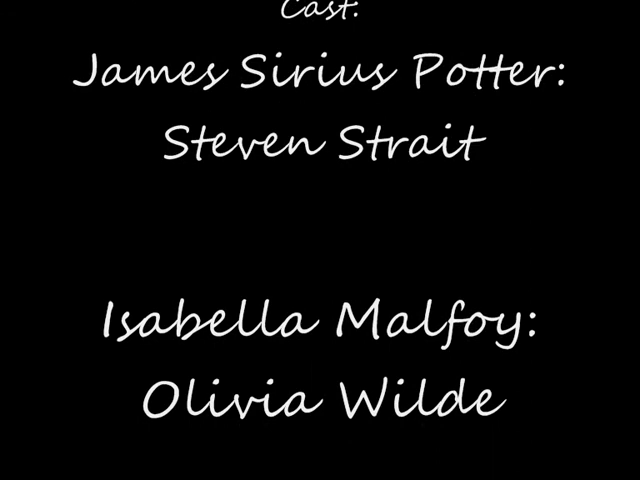 Cast:
James Sirius Potter:
Steven Strait
Isabella Malfoy:
Olivia Wilde